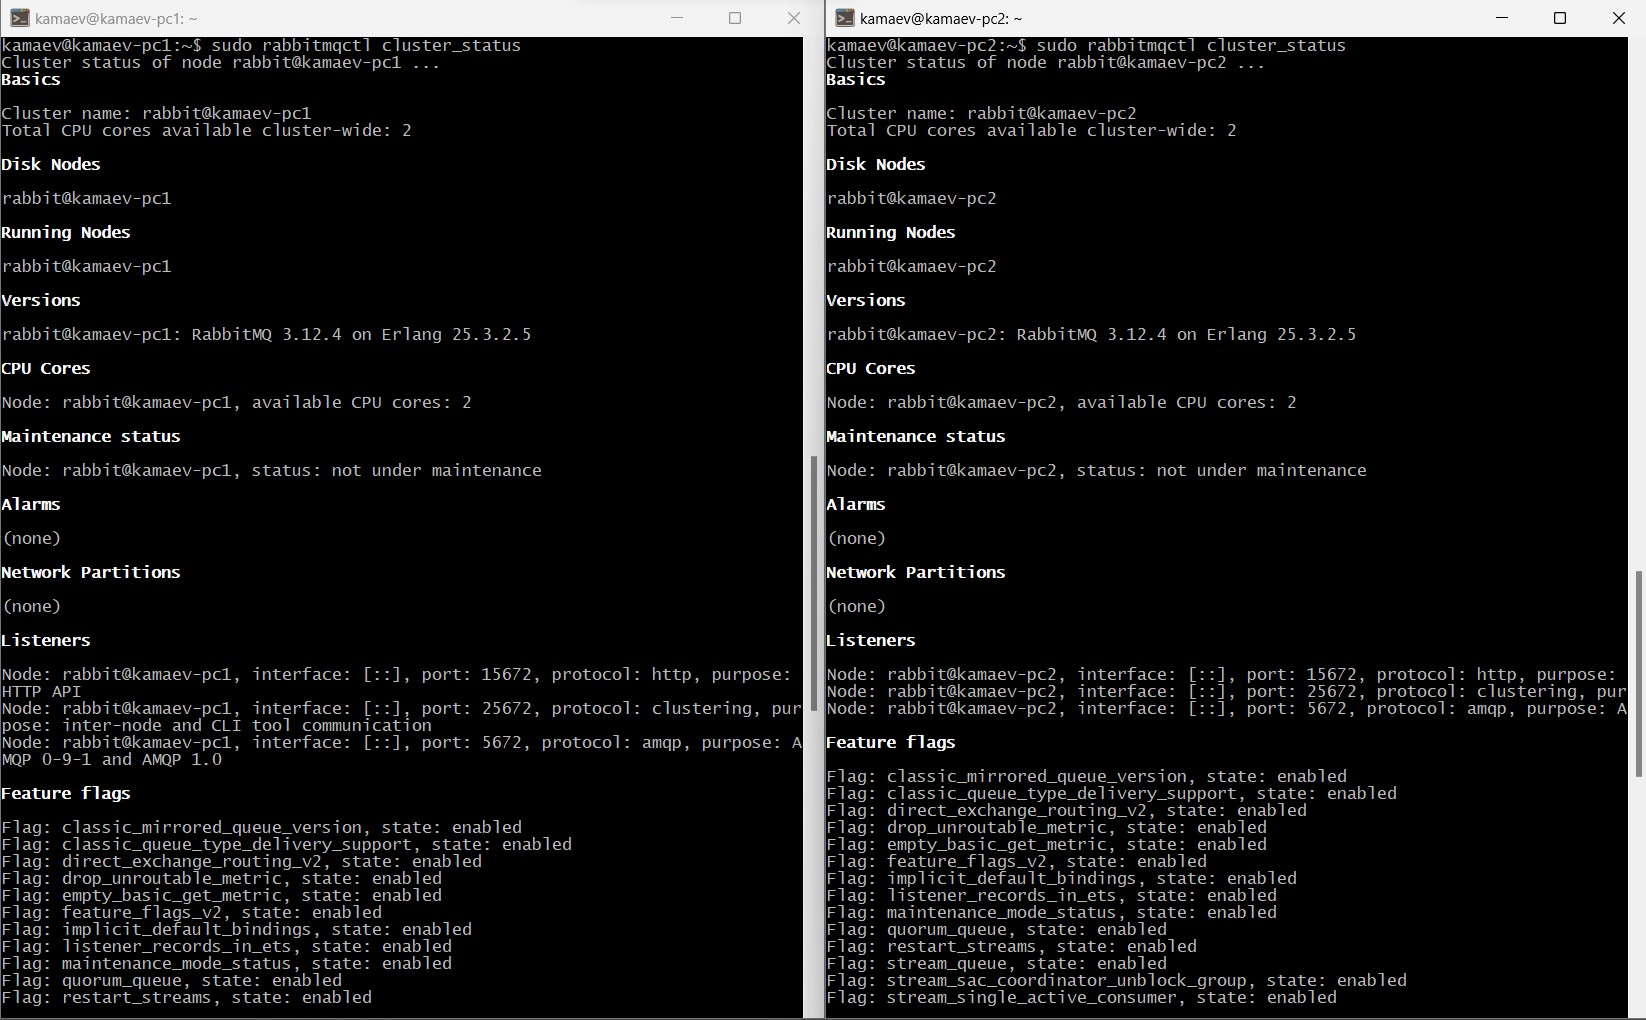 kamaev@kamaev-pc1: ~
kamaev@kamaev-pc1:~$ sudo rabbitmqctl cluster_status
Cluster status of node rabbit@kamaev-pc1 ...
Basics
Cluster name: rabbit@kamaev-pc1
Total CPU cores available cluster-wide: 2
Disk Nodes
rabbit@kamaev-pc1
Running Nodes
rabbit@kamaev-pc1
Versions
rabbit@kamaev-pc1: RabbitMQ 3.12.4 on Erlang 25.3.2.5
CPU Cores
Node: rabbit@kamaev-pc1, available CPU cores: 2
Maintenance status
Node: rabbit@kamaev-pc1, status: not under maintenance
Alarms
(none)
Network Partitions
(none)
Listeners
Node: rabbit@kamaev-pc1, interface: [::], port: 15672, protocol: http, purpose:
HTTP API
Node: rabbit@kamaev-pc1, interface: [::], port: 25672, protocol: clustering, pur
pose: inter-node and CLI tool communication
Node: rabbit@kamaev-pc1, interface: [::], port: 5672, protocol: amqp, purpose: A
MQP 0-9-1 and AMQP 1.0
Feature flags
Flag: classic_mirrored_queue_version, state: enabled
Flag: classic_queue_type_delivery_support, state: enabled
Flag: direct_exchange_routing_v2, state: enabled
Flag: drop_unroutable_metric, state: enabled
Flag: empty_basic_get_metric, state: enabled
Flag: feature_flags_v2, state: enabled
Flag: implicit_default_bindings, state: enabled
Flag: listener_records_in_ets, state: enabled
Flag: maintenance_mode_status, state: enabled
Flag: quorum_queue, state: enabled
Flag: restart_streams, state: enabled
kamaev@kamaev-pc2: ~
kamaev@kamaev-pc2:~$ sudo rabbitmqctl cluster_status
Cluster status of node rabbit@kamaev-pc2 ...
Basics
Cluster name: rabbit@kamaev-pc2
Total CPU cores available cluster-wide: 2
Disk Nodes
rabbit@kamaev-pc2
Running Nodes
rabbit@kamaev-pc2
Versions
rabbit@kamaev-pc2: RabbitMQ 3.12.4 on Erlang 25.3.2.5
CPU Cores
Node: rabbit@kamaev-pc2, available CPU cores: 2
Maintenance status
Node: rabbit@kamaev-pc2, status: not under maintenance
Alarms
(none)
Network Partitions
(none)
Listeners
Node: rabbit@kamaev-pc2, interface: [::], port: 15672, protocol: http, purpose:
Node: rabbit@kamaev-pc2, interface: [::], port: 25672, protocol: clustering, pur
Node: rabbit@kamaev-pc2, interface: [::], port: 5672, protocol: amqp, purpose: A
Feature flags
Flag: classic_mirrored_queue_version, state: enabled
Flag: classic_queue_type_delivery_support, state: enabled
Flag: direct_exchange_routing_v2, state: enabled
Flag: drop_unroutable_metric, state: enabled
Flag: empty_basic_get_metric, state: enabled
Flag: feature_flags_v2, state: enabled
Flag: implicit_default_bindings, state: enabled
Flag: listener_records_in_ets, state: enabled
Flag: maintenance_mode_status, state: enabled
Flag: quorum_queue, state: enabled
Flag: restart_streams, state: enabled
Flag: stream_queue, state: enabled
Flag: stream_sac_coordinator_unblock_group, state: enabled
Flag: stream_single_active_consumer, state: enabled